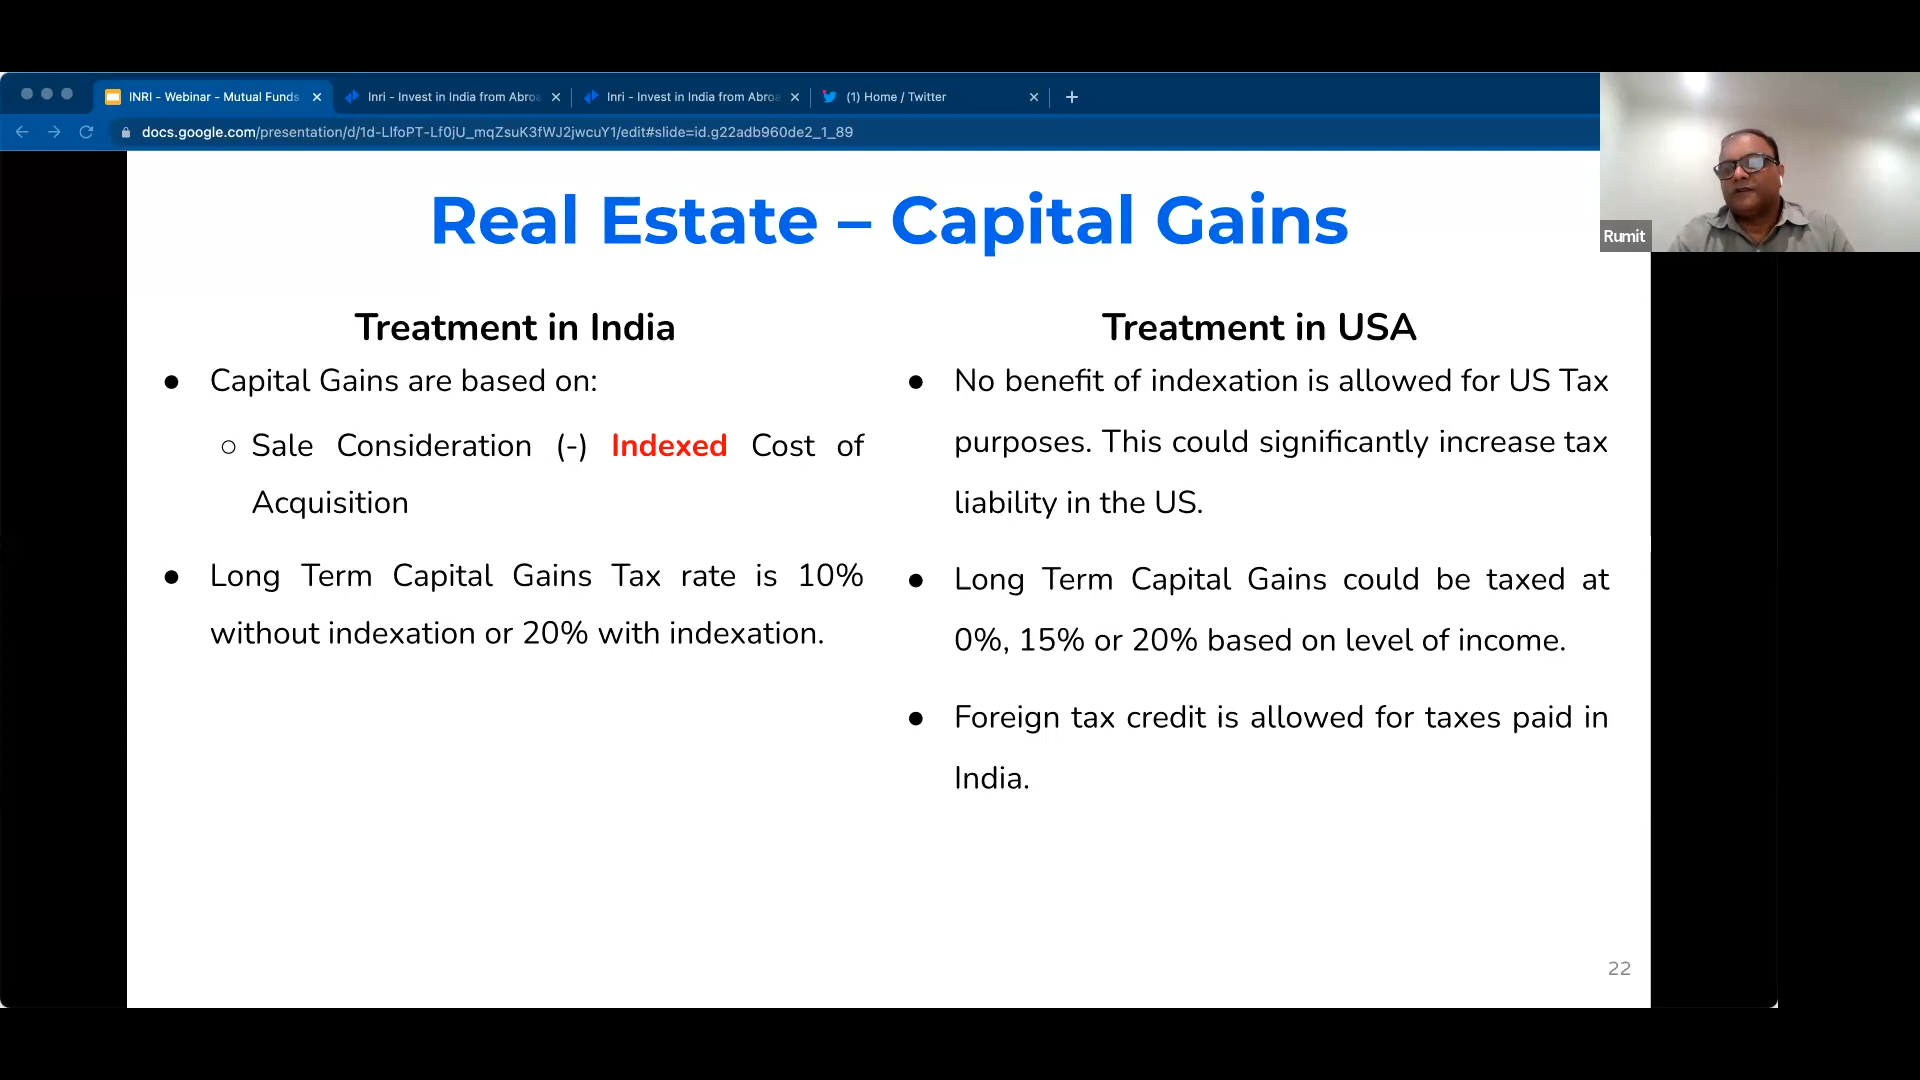 INRI - Webinar - Mutual Funds
Inri - Invest in India from Abroa
Inri - Invest in India from Abroa
(1) Home / Twitter
docs.google.com/presentation/d/1d-LlfoPT-Lf0jU_mqZsuK3fWJ2jwcuY1/edit#slide=id.g22adb960de2_1_89
Rumit
Real Estate – Capital Gains
Treatment in India
● Capital Gains are based on:
○ Sale Consideration (-) Indexed Cost of
Acquisition
● Long Term Capital Gains Tax rate is 10%
without indexation or 20% with indexation.
Treatment in USA
● No benefit of indexation is allowed for US Tax
purposes. This could significantly increase tax
liability in the US.
● Long Term Capital Gains could be taxed at
0%, 15% or 20% based on level of income.
● Foreign tax credit is allowed for taxes paid in
India.
22